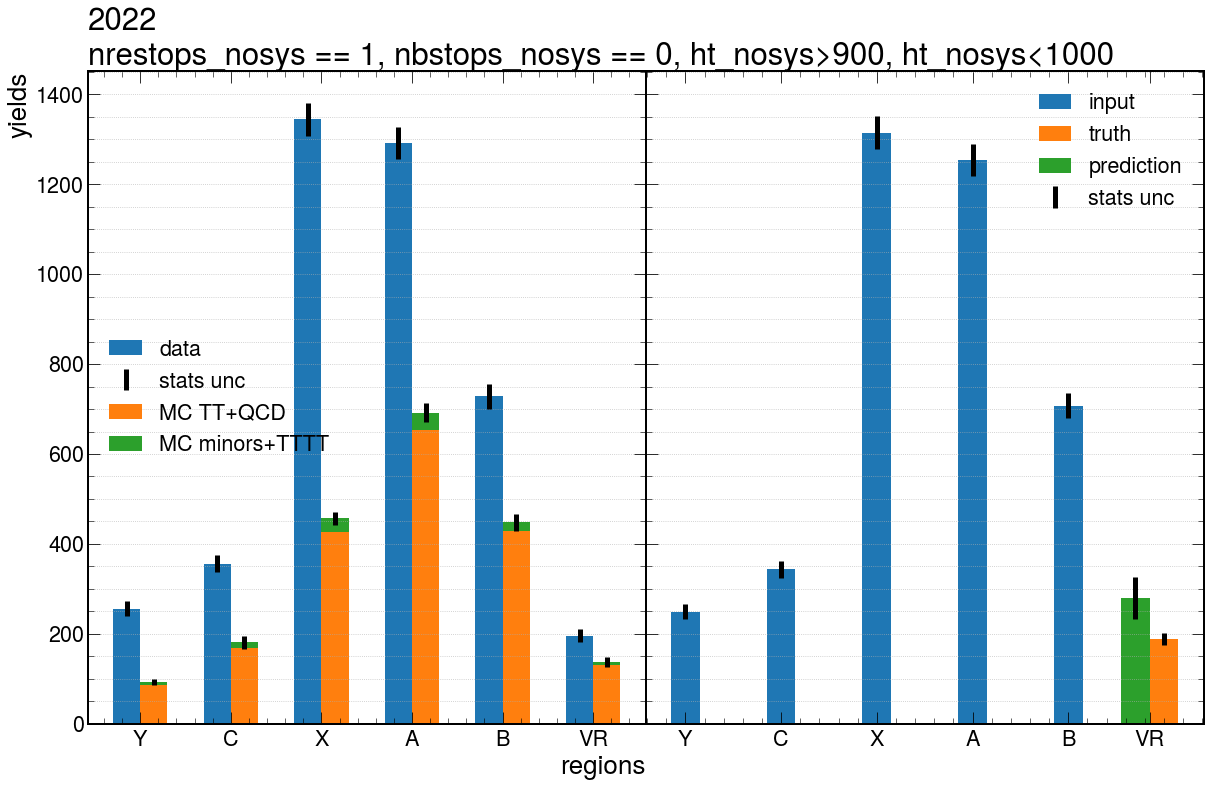 2022
nrestops_nosys == 1, nbstops_nosys == 0, ht_nosys>900, ht_nosys<1000
yields
1400
1200
1000
800
600
400
200
0
data
stats unc
MC TT+QCD
MC minors+TTTT
input
truth
prediction
stats unc
Y C X A B VR
Y C X A B VR
regions